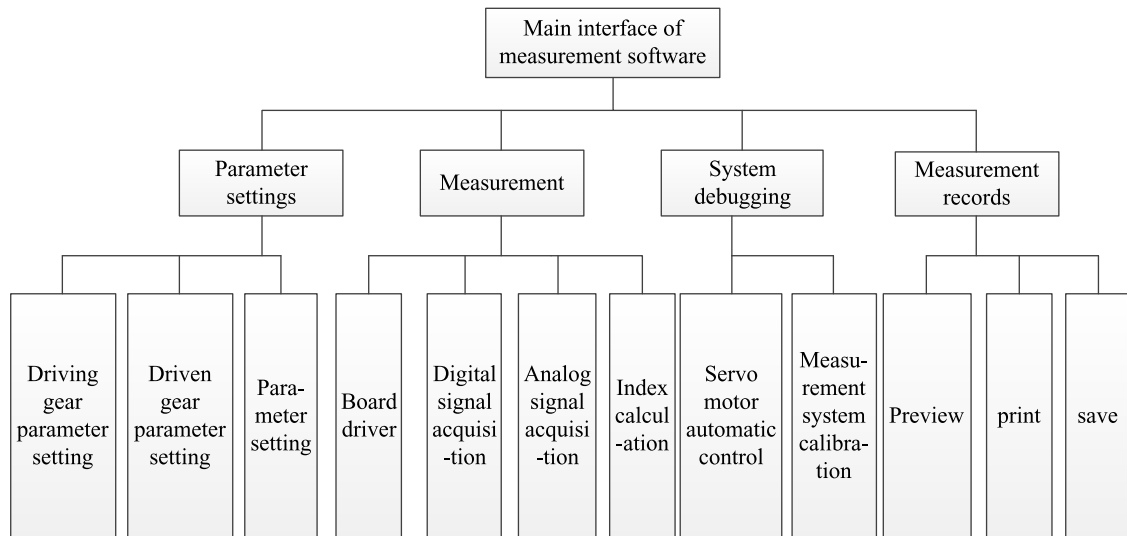 Main interface of
measurement software
Parameter
settings
Measurement
System
debugging
Measurement
records
Driving
gear
parameter
setting
Driven
gear
parameter
setting
Para-
meter
setting
Board
driver
Digital
signal
acquisi
-tion
Analog
signal
acquisi-
-tion
Index
calcul
-ation
Servo
motor
automatic
control
Measu-
rement
system
calibra-
tion
Preview
print
save